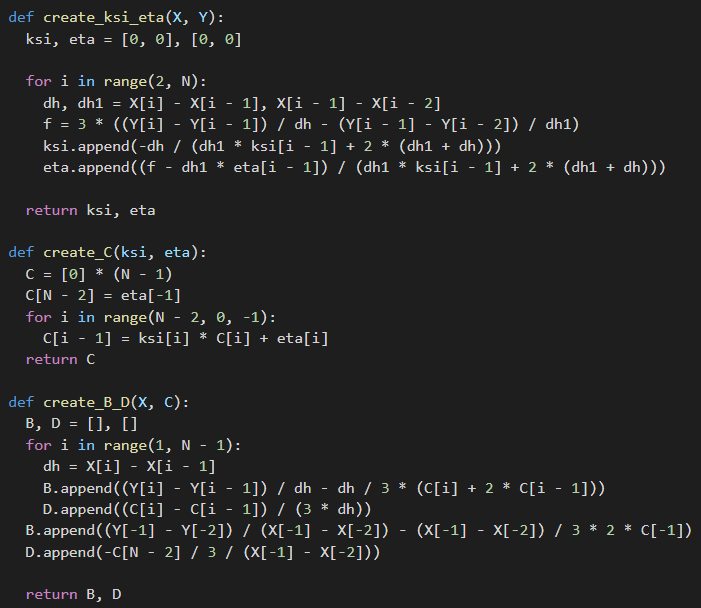 def create_ksi_eta(X, Y):
  ksi, eta = [0, 0], [0, 0]

  for i in range(2, N):
    dh, dh1 = X[i] - X[i - 1], X[i - 1] - X[i - 2]
    f = 3 * ((Y[i] - Y[i - 1]) / dh - (Y[i - 1] - Y[i - 2]) / dh1)
    ksi.append(-dh / (dh1 * ksi[i - 1] + 2 * (dh1 + dh)))
    eta.append((f - dh1 * eta[i - 1]) / (dh1 * ksi[i - 1] + 2 * (dh1 + dh)))

  return ksi, eta

def create_C(ksi, eta):
  C = [0] * (N - 1)
  C[N - 2] = eta[-1]
  for i in range(N - 2, 0, -1):
    C[i - 1] = ksi[i] * C[i] + eta[i]
  return C

def create_B_D(X, C):
  B, D = [], []
  for i in range(1, N - 1):
    dh = X[i] - X[i - 1]
    B.append((Y[i] - Y[i - 1]) / dh - dh / 3 * (C[i] + 2 * C[i - 1]))
    D.append((C[i] - C[i - 1]) / (3 * dh))
  B.append((Y[-1] - Y[-2]) / (X[-1] - X[-2]) - (X[-1] - X[-2]) / 3 * 2 * C[-1])
  D.append(-C[N - 2] / 3 / (X[-1] - X[-2]))

  return B, D